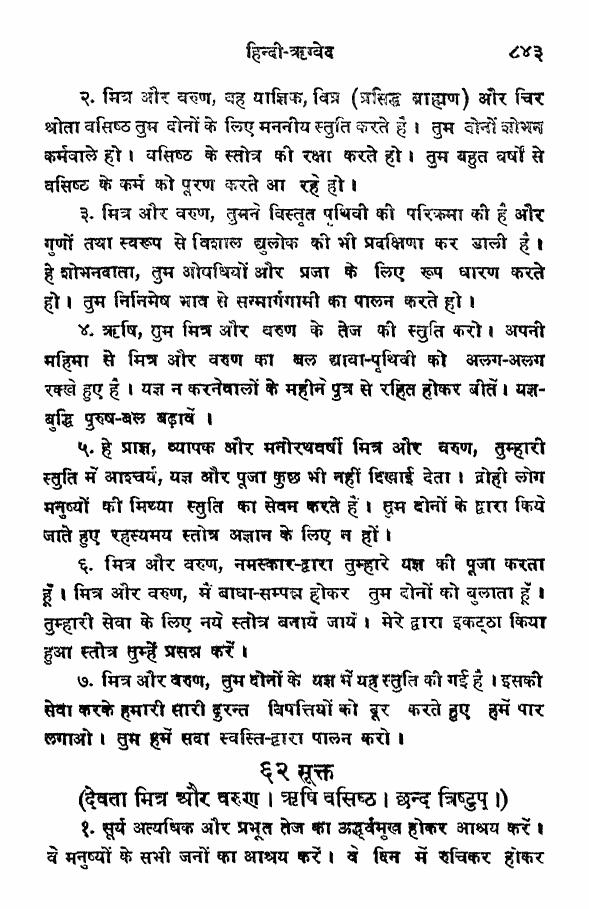 हिन्दी-ऋग्वेद ८४३
२. मित्र और वरुण, वह याज्ञिक, विप्र (प्रसिद्ध ब्राह्मण) और चिर
श्रोता वसिष्ठ तुम दोनों के लिए मननीय स्तुति करते हैं। तुम दोनों शोभन
कर्मवाले हो। वसिष्ठ के स्तोत्र की रक्षा करते हो। तुम बहुत वर्षों से
वसिष्ठ के कर्म को पूरण करते आ रहे हो।
३. मित्र और वरुण, तुमने विस्तृत पृथिवी की परिक्रमा की है और
गुणों तथा स्वरूप से विशाल द्युलोक की भी प्रदक्षिणा कर डाली है।
हे शोभनदाता, तुम ओषधियों और प्रजा के लिए रूप धारण करते
हो। तुम निर्निमेष भाव से सन्मार्गगामी का पालन करते हो।
४. ऋषि, तुम मित्र और वरुण के तेज की स्तुति करो। अपनी
महिमा से मित्र और वरुण का बल द्यावा-पृथिवी को अलग-अलग
रक्खे हुए है। यज्ञ न करनेवालों के महीने पुत्र से रहित होकर बीतें। यज्ञ-
बुद्धि पुरुष-बल बढ़ावें ।
५. हे प्राज्ञ, व्यापक और मनोरथवर्षी मित्र और वरुण, तुम्हारी
स्तुति में आश्चर्य, यज्ञ और पूजा कुछ भी नहीं दिखाई देता। द्रोही लोग
मनुष्यों की मिथ्या स्तुति का सेवन करते हैं। तुम दोनों के द्वारा किये
जाते हुए रहस्यमय स्तोत्र अज्ञान के लिए न हों।
६. मित्र और वरुण, नमस्कार-द्वारा तुम्हारे यज्ञ की पूजा करता
हूँ। मित्र और वरुण, मैं बाधा-सम्पन्न होकर तुम दोनों को बुलाता हूँ।
तुम्हारी सेवा के लिए नये स्तोत्र बनाये जायें। मेरे द्वारा इकट्ठा किया
हुआ स्तोत्र तुम्हें प्रसन्न करें।
७. मित्र और वरुण, तुम दोनों के यज्ञ में यह स्तुति की गई है। इसकी
सेवा करके हमारी सारी दुरन्त विपत्तियों को दूर करते हुए हमें पार
लगाओ। तुम हमें सदा स्वस्ति-द्वारा पालन करो।
६२ सूक्त
(देवता मित्र और वरुण। ऋषि वसिष्ठ। छन्द त्रिष्टुप्।)
१. सूर्य अत्यधिक और प्रभूत तेज का ऊद्र्ध्वमुख होकर आश्रय करें।
वे मनुष्यों के सभी जनों का आश्रय करें। वे दिन में रुचिकर होकर